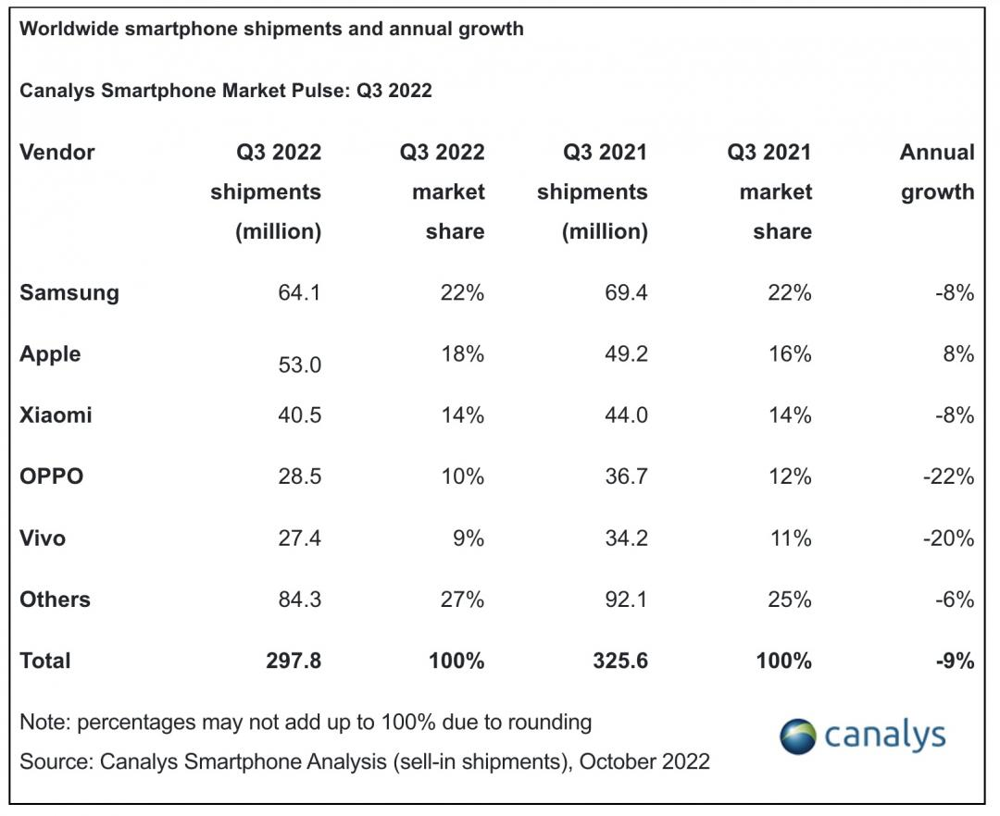 Worldwide smartphone shipments and annual growth
Canalys Smartphone Market Pulse: Q3 2022
Vendor Q3 2022 Q3 2022 Q3 2021 Q3 2021 Annual
shipments market shipments market growth
(million) share (million) share
Samsung 64.1 22% 69.4 22% -8%
Apple 53.0 18% 49.2 16% 8%
Xiaomi 40.5 14% 44.0 14% -8%
OPPO 28.5 10% 36.7 12% -22%
Vivo 27.4 9% 34.2 11% -20%
Others 84.3 27% 92.1 25% -6%
Total 297.8 100% 325.6 100% -9%
Note: percentages may not add up to 100% due to rounding
Source: Canalys Smartphone Analysis (sell-in shipments), October 2022
canalys